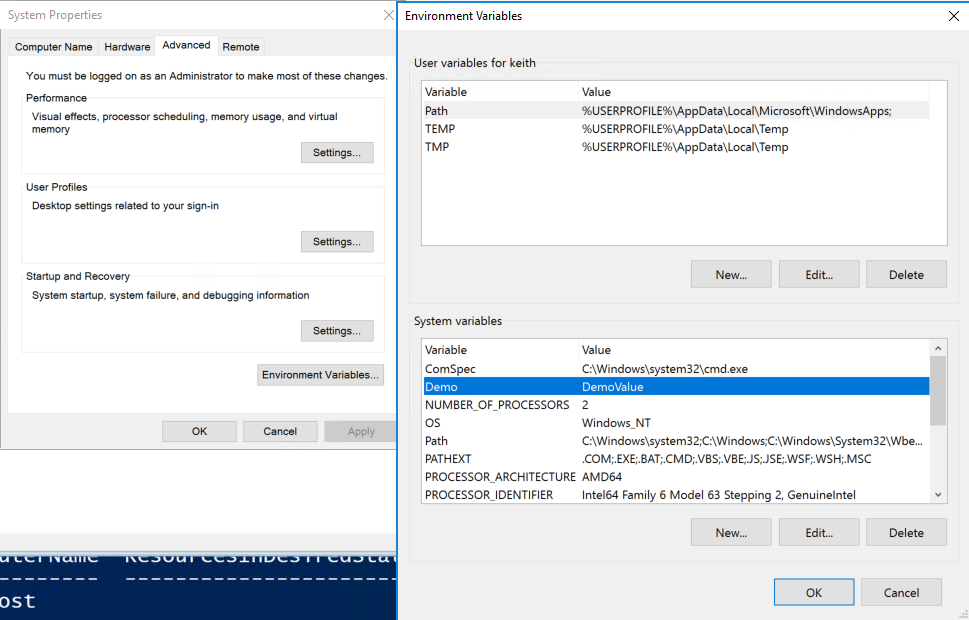 System Properties
Computer Name Hardware Advanced Remote
You must be logged on as an Administrator to make most of these changes.
Performance
Visual effects, processor scheduling, memory usage, and virtual
memory
Settings...
User Profiles
Desktop settings related to your sign-in
Settings...
Startup and Recovery
System startup, system failure, and debugging information
Settings...
Environment Variables...
OK Cancel Apply
ost
Environment Variables
User variables for keith
Variable Value
Path %USERPROFILE%\AppData\Local\Microsoft\WindowsApps;
TEMP %USERPROFILE%\AppData\Local\Temp
TMP %USERPROFILE%\AppData\Local\Temp
New... Edit... Delete
System variables
Variable Value
ComSpec C:\Windows\system32\cmd.exe
Demo DemoValue
NUMBER_OF_PROCESSORS 2
OS Windows_NT
Path C:\Windows\system32;C:\Windows;C:\Windows\System32\Wbe...
PATHEXT .COM;.EXE;.BAT;.CMD;.VBS;.VBE;.JS;.JSE;.WSF;.WSH;.MSC
PROCESSOR_ARCHITECTURE AMD64
PROCESSOR_IDENTIFIER Intel64 Family 6 Model 63 Stepping 2, GenuineIntel
New... Edit... Delete
OK Cancel